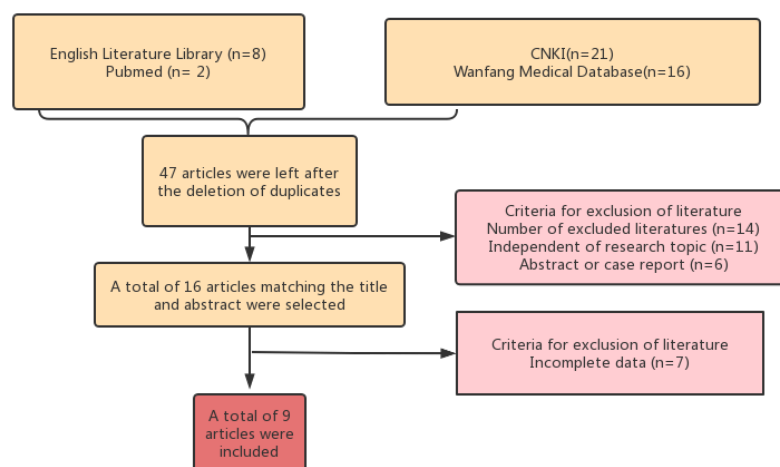 English Literature Library (n=8)
Pubmed (n= 2)
CNKI(n=21)
Wanfang Medical Database(n=16)
47 articles were left after
the deletion of duplicates
Criteria for exclusion of literature
Number of excluded literatures (n=14)
Independent of research topic (n=11)
Abstract or case report (n=6)
A total of 16 articles matching the title
and abstract were selected
Criteria for exclusion of literature
Incomplete data (n=7)
A total of 9
articles were
included